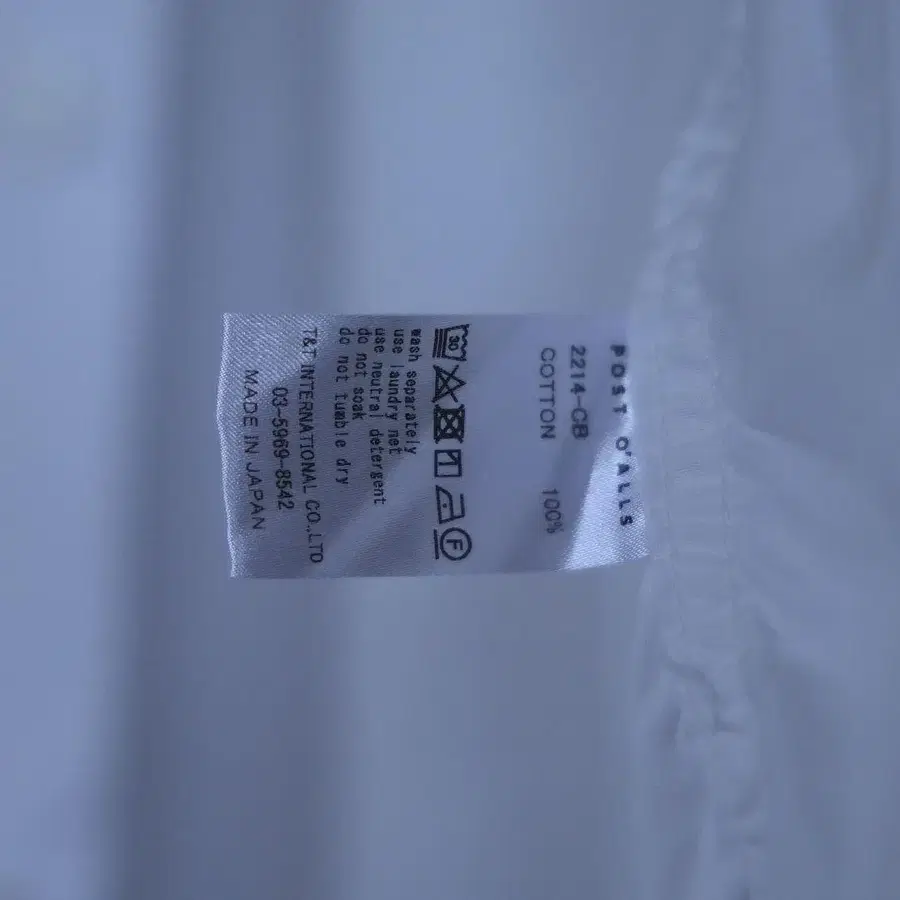 POST O'ALLS
2214-CB
COTTON 100%
30
F
wash separately
use laundry net
use neutral detergent
do not soak
do not tumble dry
T&T INTERNATIONAL CO.,LTD
03-5969-8542
MADE IN JAPAN